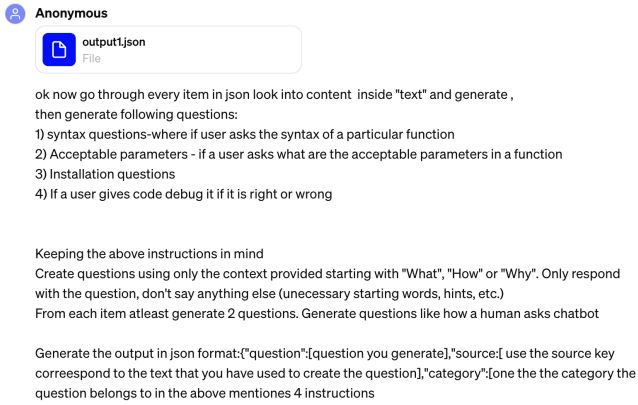 Anonymous
output1.json
File
ok now go through every item in json look into content  inside "text" and generate ,
then generate following questions:
1) syntax questions-where if user asks the syntax of a particular function
2) Acceptable parameters - if a user asks what are the acceptable parameters in a function
3) Installation questions
4) If a user gives code debug it if it is right or wrong
Keeping the above instructions in mind
Create questions using only the context provided starting with "What", "How" or "Why". Only respond
with the question, don't say anything else (unecessary starting words, hints, etc.)
From each item atleast generate 2 questions. Generate questions like how a human asks chatbot
Generate the output in json format:{"question":[question you generate],"source:[ use the source key
correespond to the text that you have used to create the question],"category":[one the the category the
question belongs to in the above mentiones 4 instructions